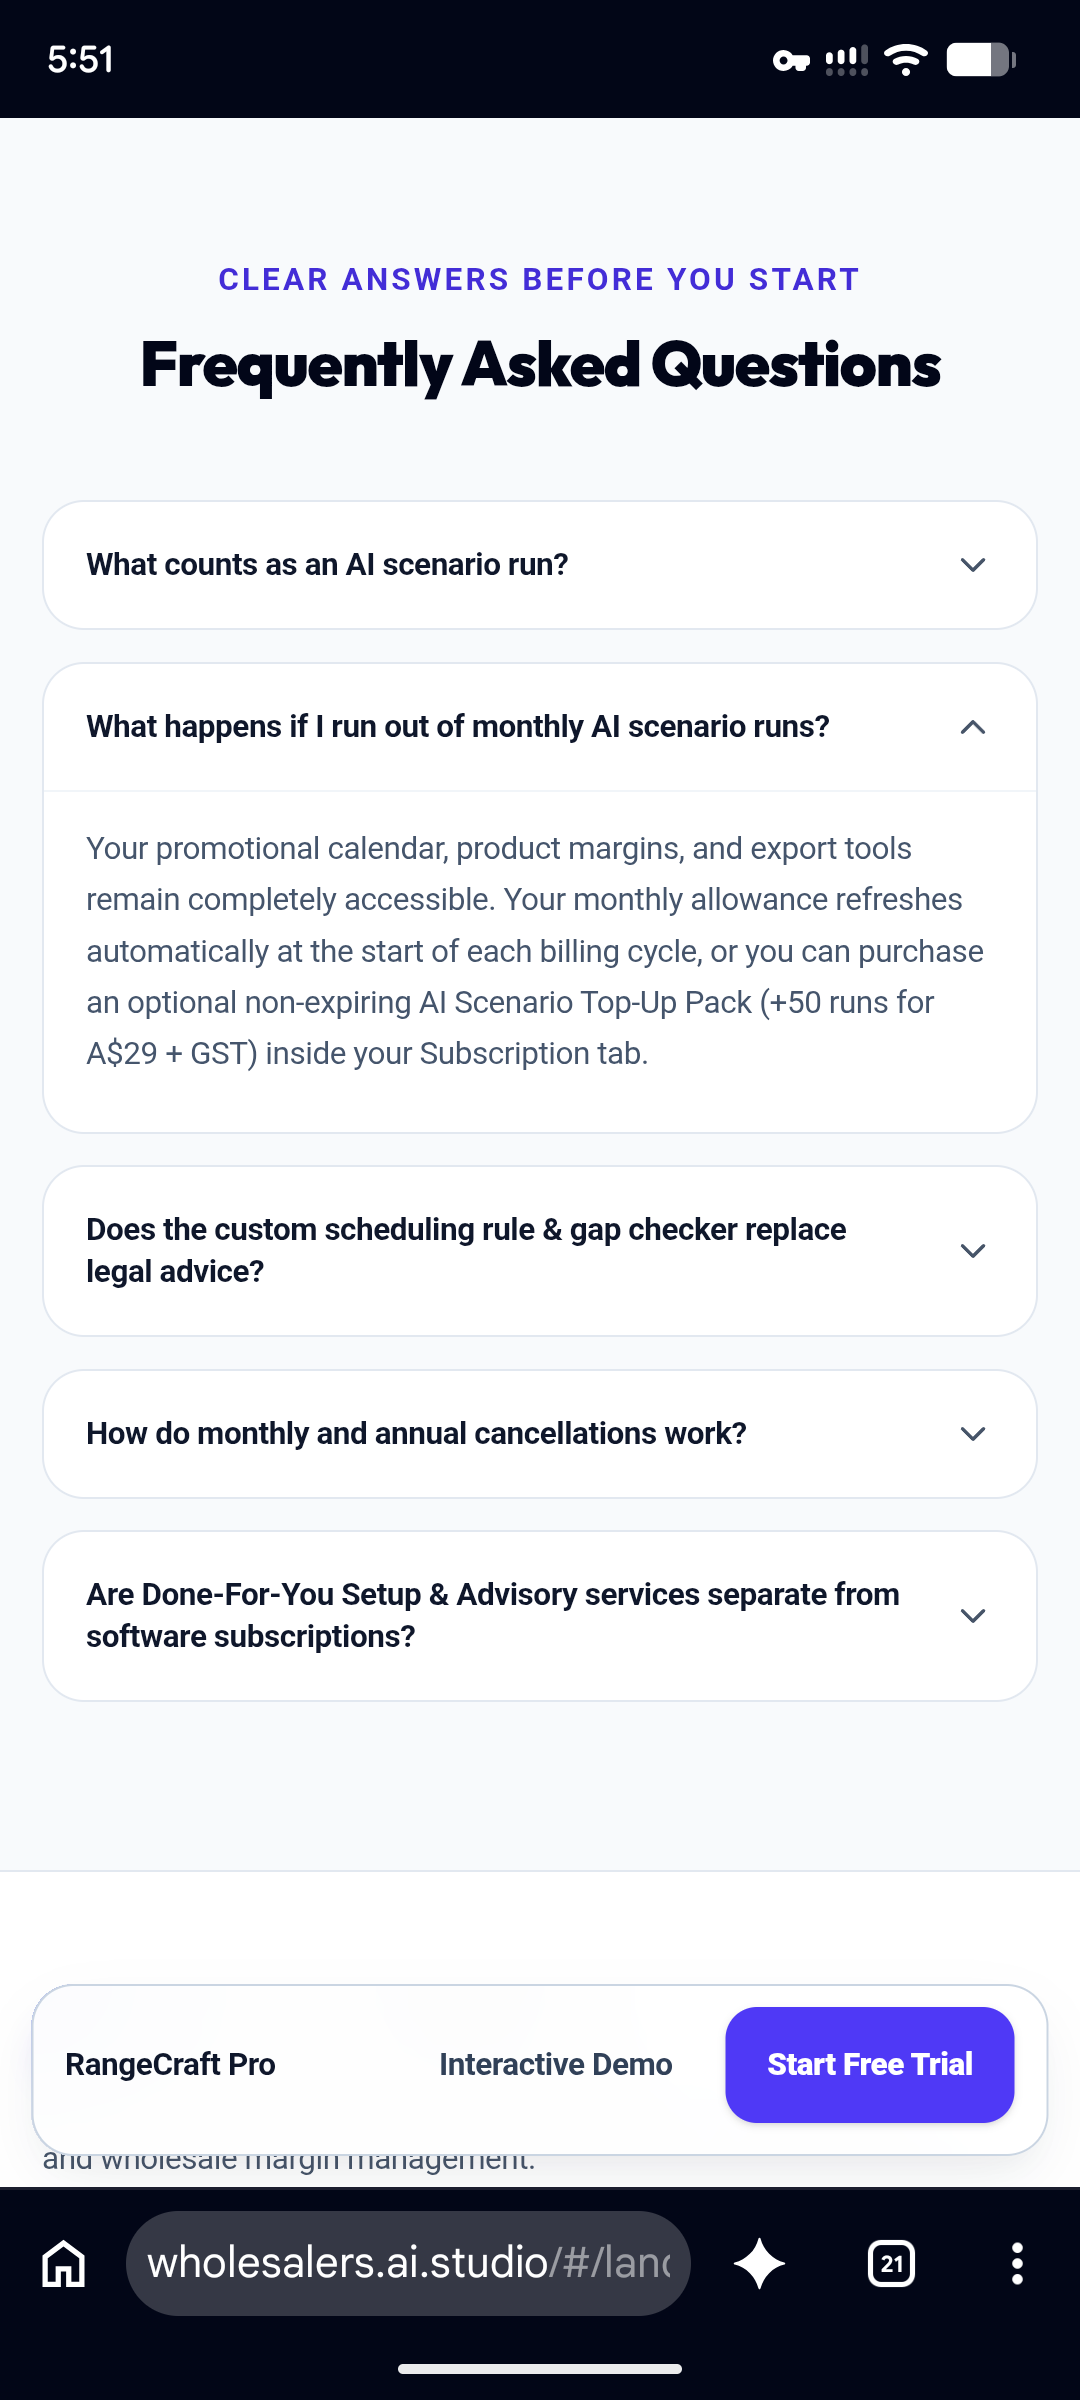 5:51
CLEAR ANSWERS BEFORE YOU START
Frequently Asked Questions
What counts as an AI scenario run?
What happens if I run out of monthly AI scenario runs?
Your promotional calendar, product margins, and export tools
remain completely accessible. Your monthly allowance refreshes
automatically at the start of each billing cycle, or you can purchase
an optional non-expiring AI Scenario Top-Up Pack (+50 runs for
A$29 + GST) inside your Subscription tab.
Does the custom scheduling rule & gap checker replace
legal advice?
How do monthly and annual cancellations work?
Are Done-For-You Setup & Advisory services separate from
software subscriptions?
RangeCraft Pro
Interactive Demo
Start Free Trial
and wholesale margin management.
wholesalers.ai.studio/#/land
21